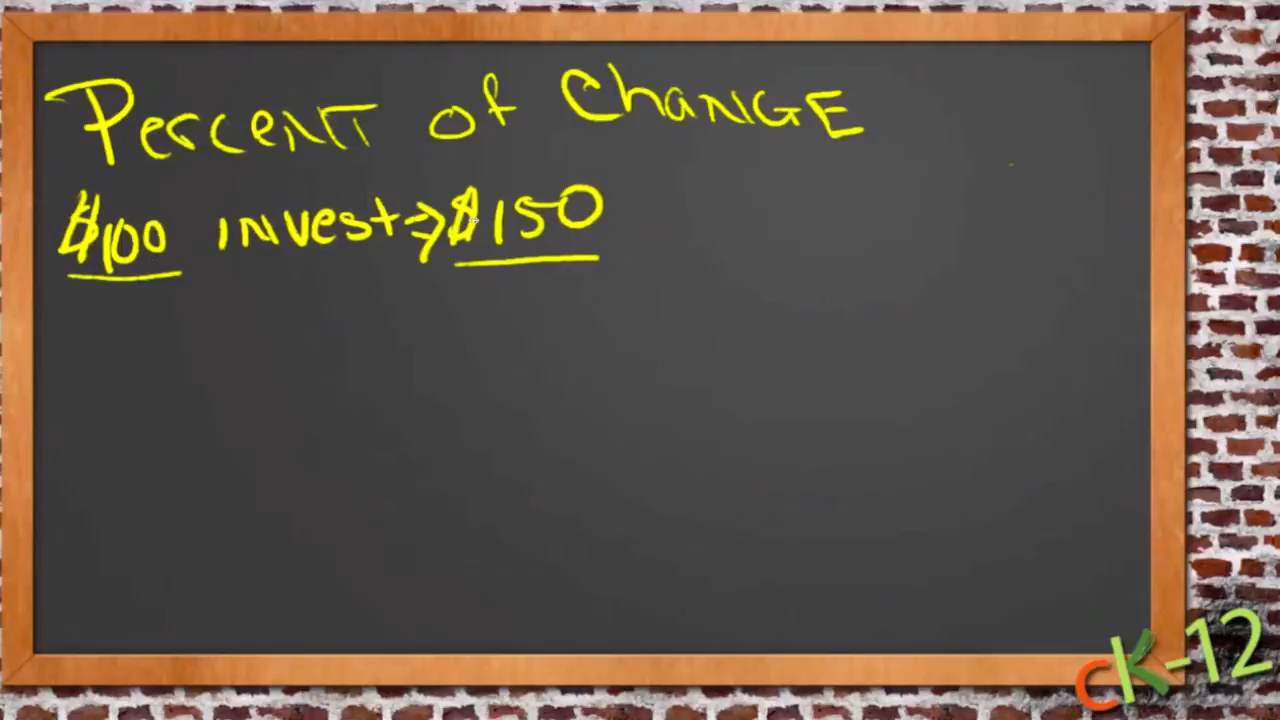 Percent of Change
$100 invest → $150
CK-12